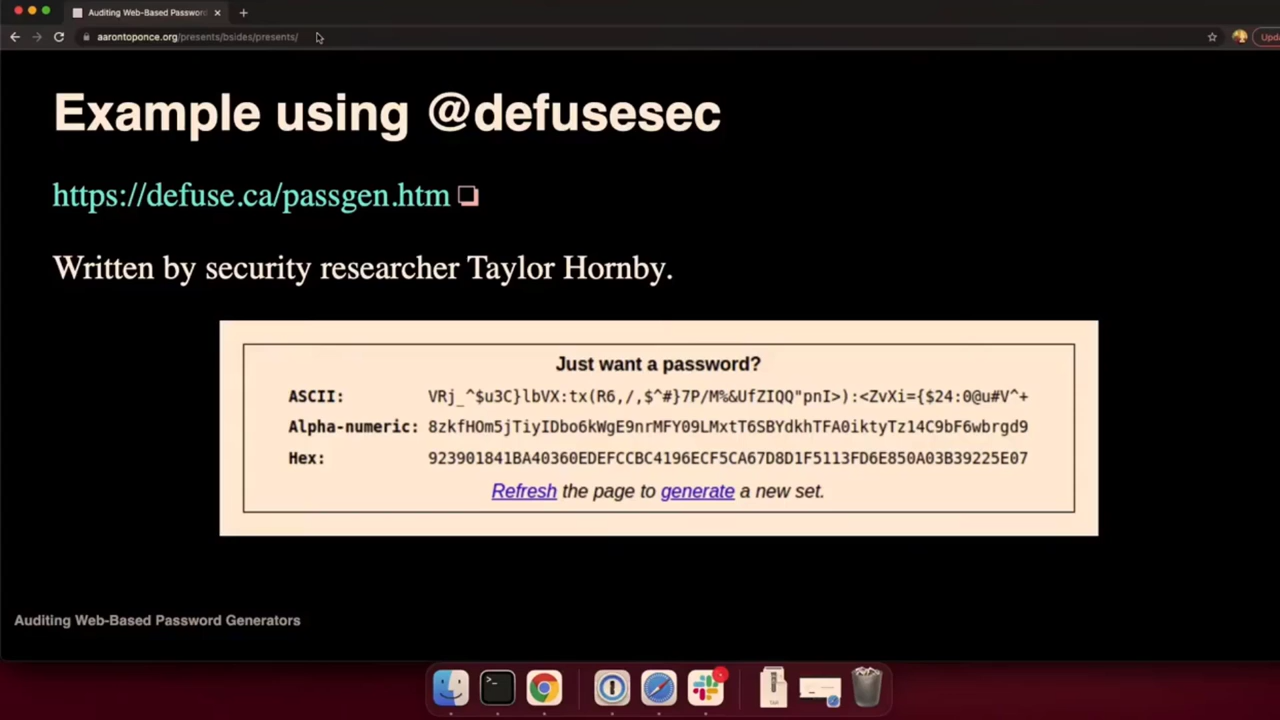 Auditing Web-Based Password
aarontoponce.org/presents/bsides/presents/
Example using @defusesec
https://defuse.ca/passgen.htm
Written by security researcher Taylor Hornby.
Just want a password?
ASCII: VRj_^$u3C}lbVX:tx(R6,/,$^#}7P/M%&UfZIQQ"pnI>):<ZvXi={$24:0@u#V^+
Alpha-numeric: 8zkfHOm5jTiyIDbo6kWgE9nrMFY09LMxtT6SBYdkhTFA0iktyTz14C9bF6wbrgd9
Hex: 923901841BA40360EDEFCCBC4196ECF5CA67D8D1F5113FD6E850A03B39225E07
Refresh the page to generate a new set.
Auditing Web-Based Password Generators